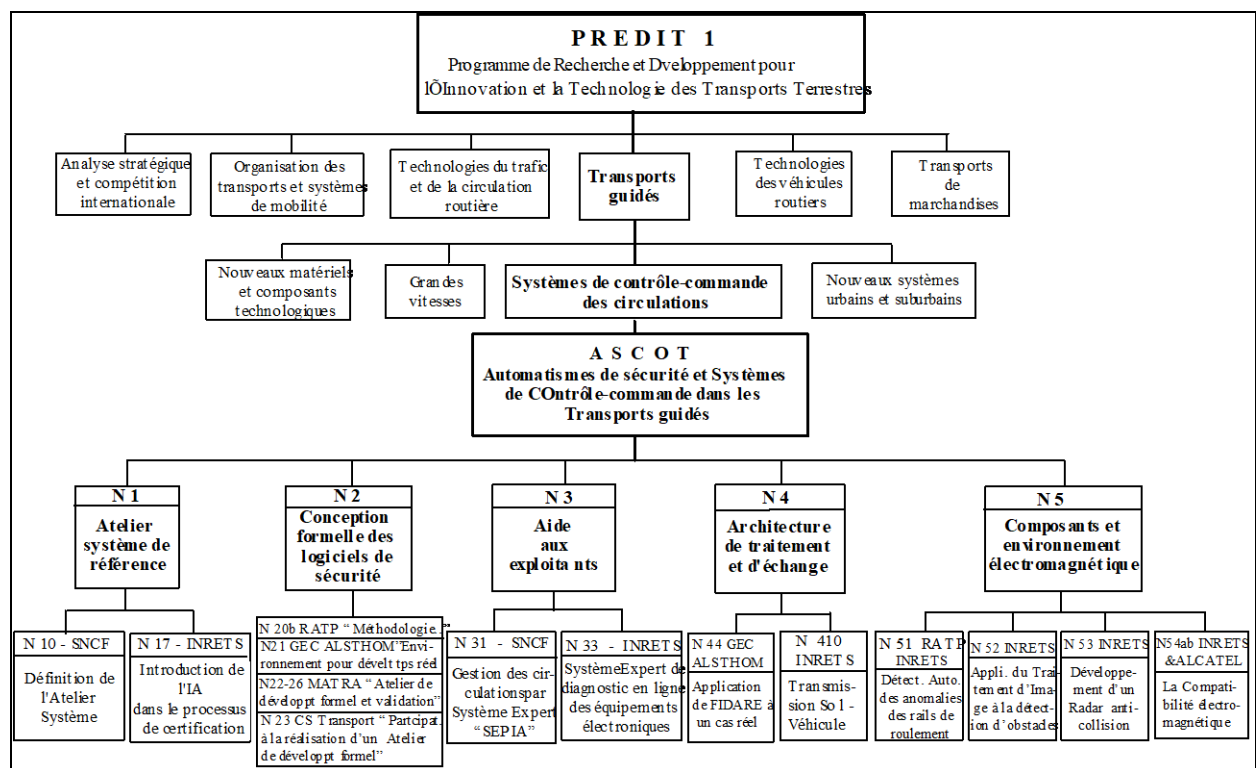 P R E D I T 1
Programme de Recherche et Dveloppement pour
lÕInnovation et la Technologie des Transports Terrestres
Analyse stratégique
et compétition
internationale
Organisation des
transports et systèmes
de mobilité
Technologies du trafic
et de la circulation
routière
Transports
guidés
Technologies
des véhicules
routiers
Transports
de
marchandises
Nouveaux matériels
et composants
technologiques
Grandes
vitesses
Systèmes de contrôle-commande
des circulations
Nouveaux systèmes
urbains et suburbains
A S C O T
Automatismes de sécurité et Systèmes
de COntrôle-commande dans les
Transports guidés
N 1
Atelier
système de
référence
N 2
Conception
formelle des
logiciels de
sécurité
N 3
Aide
aux
exploitants
N 4
Architecture
de traitement
et d'échange
N 5
Composants et
environnement
électromagnétique
N 10 - SNCF
Définition de
l'Atelier
Système
N 17 - INRETS
Introduction de
l'IA
dans le processus
de certification
N 20b RATP “Méthodologie..”
N21 GEC ALSTHOM”Envi-
ronnement pour dévelt tps réel
N22-26 MATRA “Atelier de
développt formel et validation”
N 23 CS Transport “Participat.
à la réalisation d’un Atelier
de développt formel”
N 31 - SNCF
Gestion des cir-
culationspar
Système Expert
“SEPIA”
N 33 - INRETS
SystèmeExpert de
diagnostic en ligne
des équipements
électroniques
N 44 GEC
ALSTHOM
Application
de FIDARE à
un cas réel
N 410
INRETS
Transmis-
sion Sol -
Véhicule
N 51 RATP
INRETS
Détect. Auto.
des anomalies
des rails de
roulement
N 52 INRETS
Appli. du Trai-
tement d’Ima-
ge à la détect-
ion d’obstades
N 53 INRETS
Développe-
ment d'un
Radar anti-
collision
N54ab INRETS
&ALCATEL
La Compati-
bilité électro-
magnétique